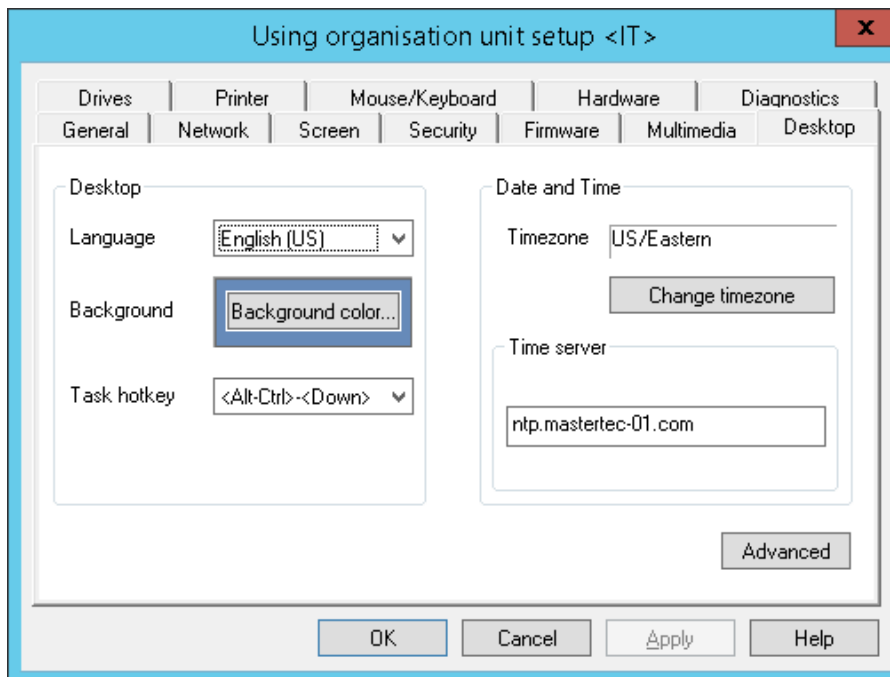 Using organisation unit setup <IT>
x
Drives Printer Mouse/Keyboard Hardware Diagnostics
General Network Screen Security Firmware Multimedia Desktop
Desktop
Language English (US)
Background Background color...
Task hotkey <Alt-Ctrl>-<Down>
Date and Time
Timezone US/Eastern
Change timezone
Time server
ntp.mastertec-01.com
Advanced
OK Cancel Apply Help